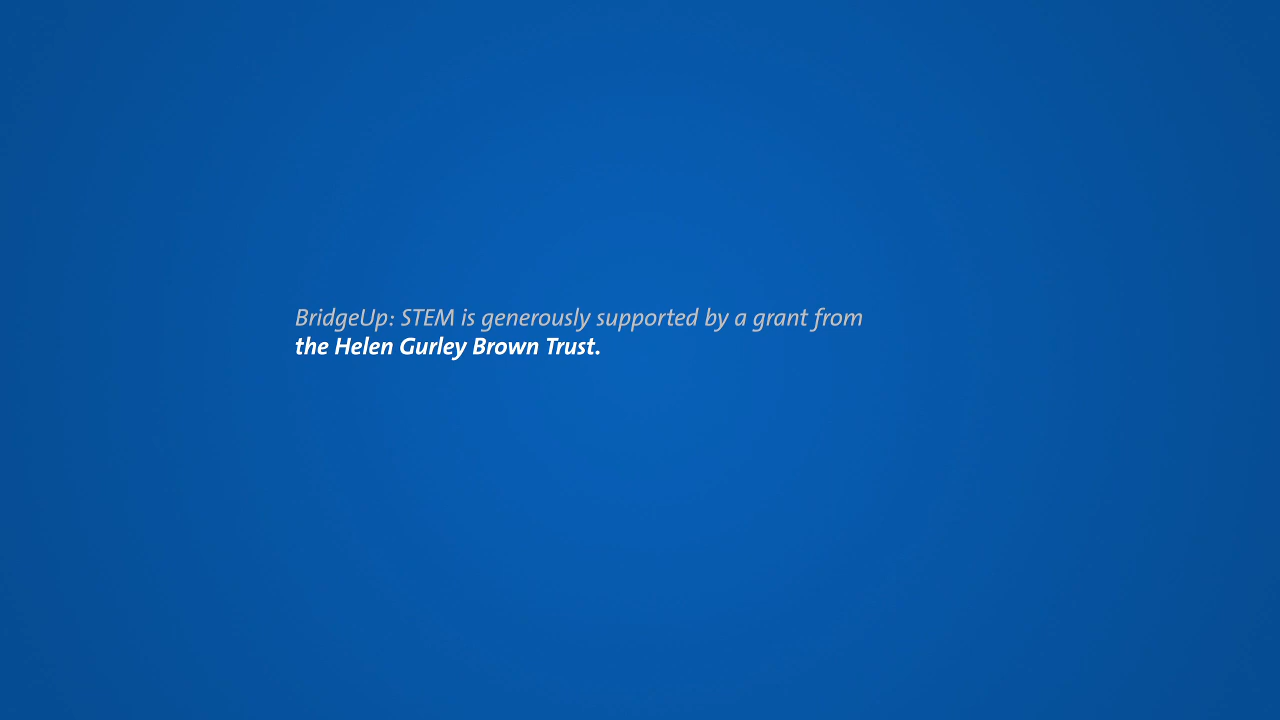 BridgeUp: STEM is generously supported by a grant from
the Helen Gurley Brown Trust.